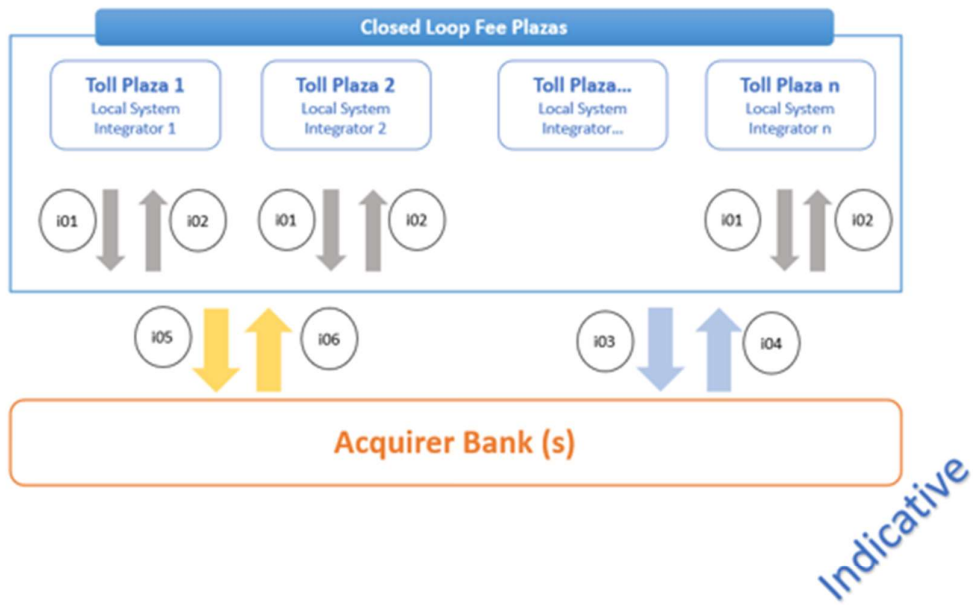 Closed Loop Fee Plazas
Toll Plaza 1
Local System
Integrator 1
Toll Plaza 2
Local System
Integrator 2
Toll Plaza...
Local System
Integrator...
Toll Plaza n
Local System
Integrator n
i01
i02
i01
i02
i01
i02
i05
i06
i03
i04
Acquirer Bank (s)
Indicative